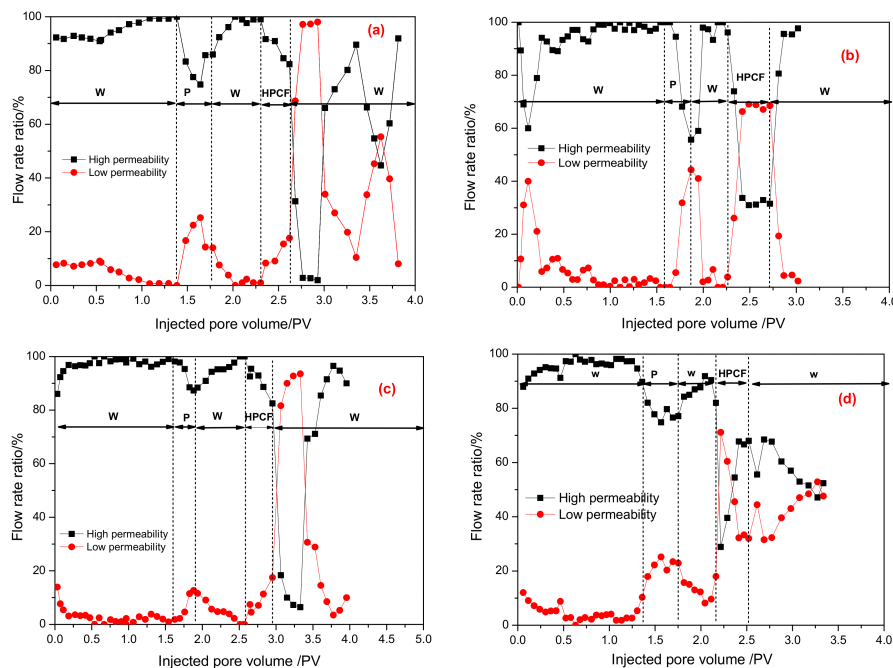 100
80
60
40
20
0
Flow rate ratio/%
(a)
W
P
W
HPCF
W
High permeability
Low permeability
0.0 0.5 1.0 1.5 2.0 2.5 3.0 3.5 4.0
Injected pore volume/PV
100
80
60
40
20
0
Flow rate ratio/%
(b)
HPCF
W
P
W
W
High permeability
Low permeability
0.0 0.5 1.0 1.5 2.0 2.5 3.0 3.5 4.0
Injected pore volume /PV
100
80
60
40
20
0
Flow rate ratio/%
(c)
W
P
W
HPCF
W
High permeability
Low permeability
0.0 0.5 1.0 1.5 2.0 2.5 3.0 3.5 4.0 4.5 5.0
Injected pore volume /PV
100
80
60
40
20
0
Flow rate ratio/%
HPCF
w
P
w
w
(d)
High permeability
Low permeability
0.0 0.5 1.0 1.5 2.0 2.5 3.0 3.5 4.0
Injected pore volume /PV